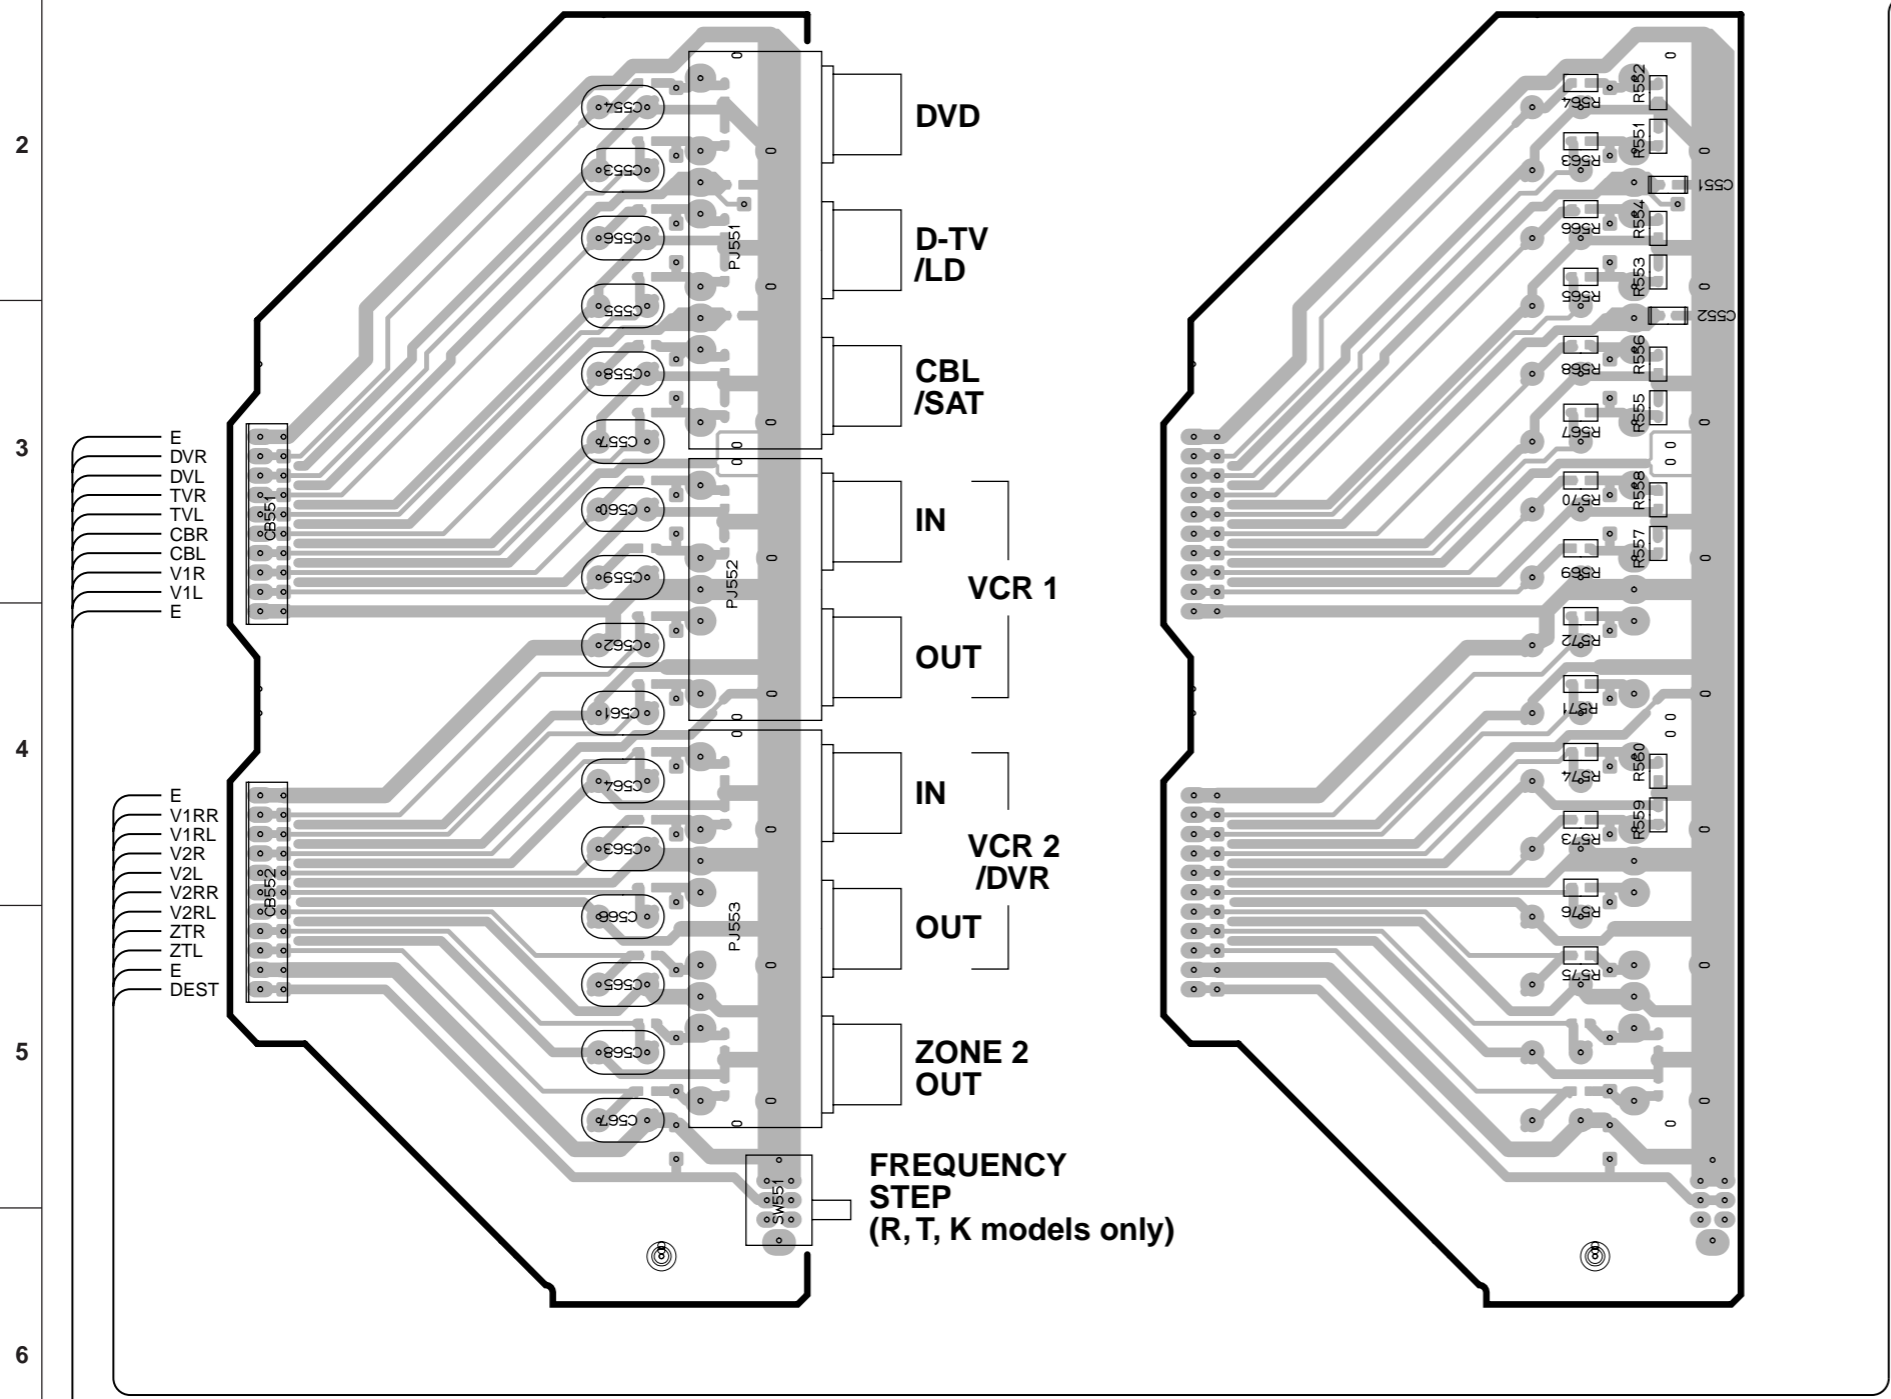 2
3
4
5
6
E
DVR
DVL
TVR
TVL
CBR
CBL
V1R
V1L
E
CB551
E
V1RR
V1RL
V2R
V2L
V2RR
V2RL
ZTR
ZTL
E
DEST
CB552
C554
C553
C556
C555
C558
C557
C560
C559
C562
C561
C564
C563
C566
C565
C568
C567
PJ551
PJ552
PJ553
SW551
DVD
D-TV
/LD
CBL
/SAT
IN
VCR 1
OUT
IN
VCR 2
/DVR
OUT
ZONE 2
OUT
FREQUENCY
STEP
(R, T, K models only)
R552
R564
R551
R563
C551
R554
R566
R553
R565
C552
R556
R568
R555
R567
R558
R570
R557
R569
R572
R571
R560
R574
R559
R573
R576
R575